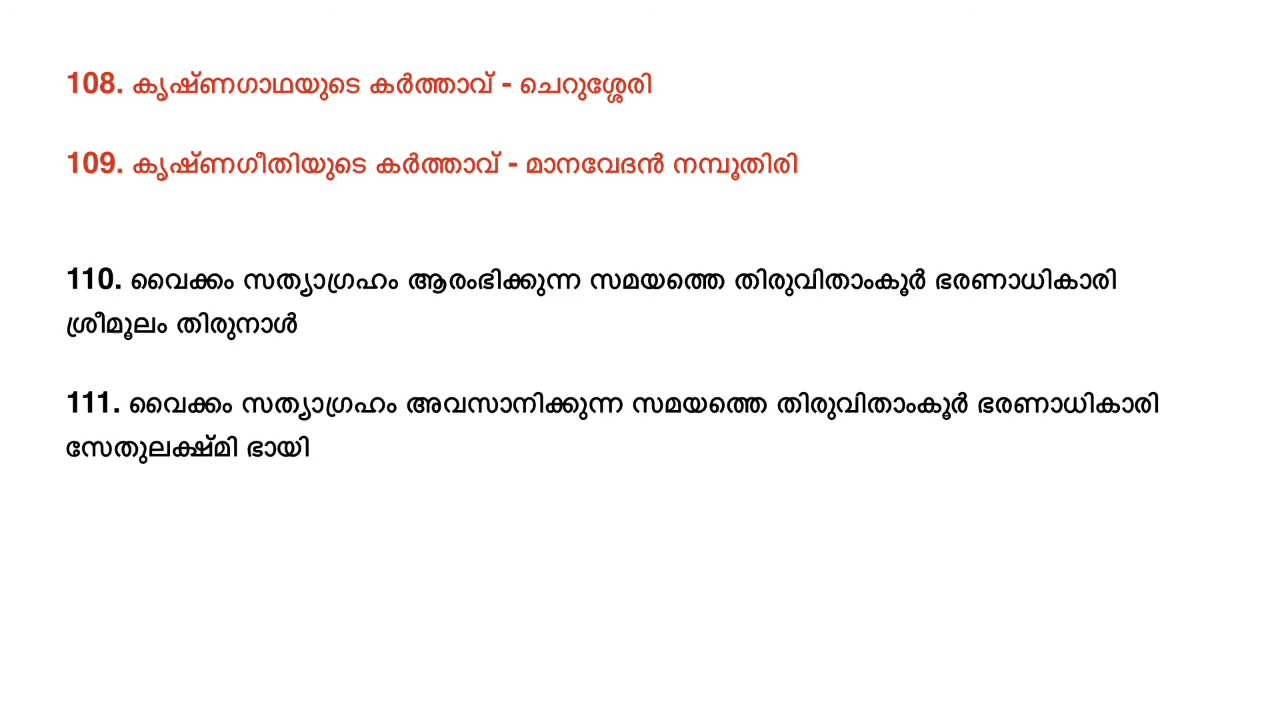 108. കൃഷ്ണഗാഥയുടെ കർത്താവ് - ചെറുശ്ശേരി
109. കൃഷ്ണഗീതിയുടെ കർത്താവ് - മാനവേദൻ നമ്പൂതിരി
110. വൈക്കം സത്യാഗ്രഹം ആരംഭിക്കുന്ന സമയത്തെ തിരുവിതാംകൂർ ഭരണാധികാരി
ശ്രീമൂലം തിരുനാൾ
111. വൈക്കം സത്യാഗ്രഹം അവസാനിക്കുന്ന സമയത്തെ തിരുവിതാംകൂർ ഭരണാധികാരി
സേതുലക്ഷ്മി ഭായി